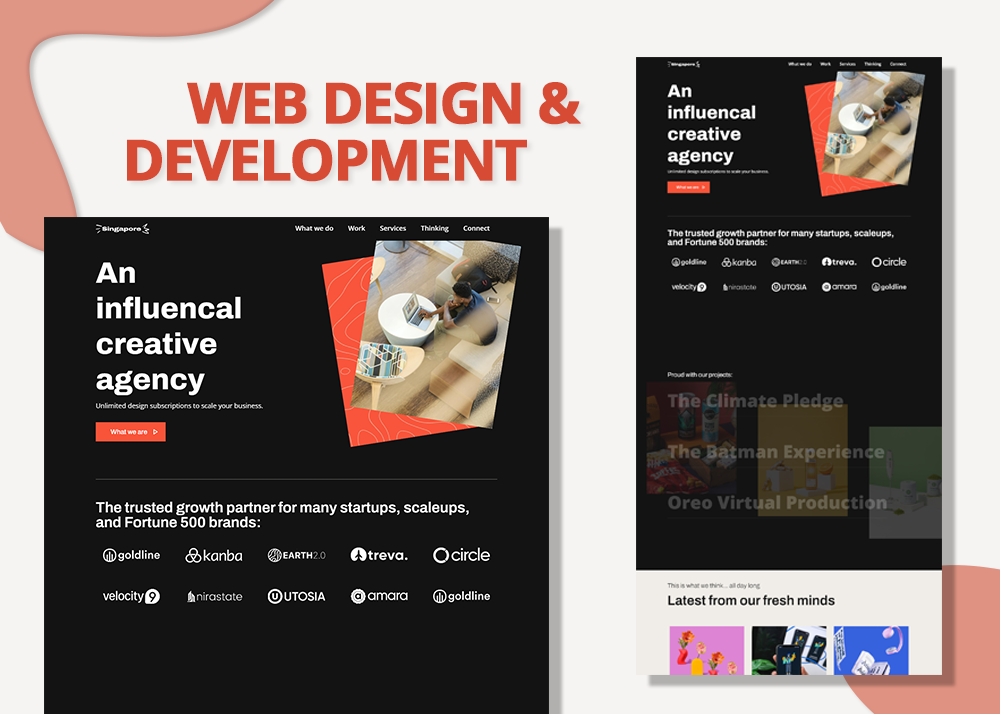 WEB DESIGN &
DEVELOPMENT
Singapore
What we do Work Services Thinking Connect
An
influencal
creative
agency
Unlimited design subscriptions to scale your business.
What we are
The trusted growth partner for many startups, scaleups,
and Fortune 500 brands:
goldline kanba EARTH2.0 treva. circle
velocity9 nirastate UTOSIA amara goldline
Singapore
What we do Work Services Thinking Connect
An
influencal
creative
agency
Unlimited design subscriptions to scale your business.
What we are
The trusted growth partner for many startups, scaleups,
and Fortune 500 brands:
goldline kanba EARTH2.0 treva. circle
velocity9 nirastate UTOSIA amara goldline
Proud with our projects:
The Climate Pledge
The Batman Experience
Oreo Virtual Production
This is what we think... all day long
Latest from our fresh minds